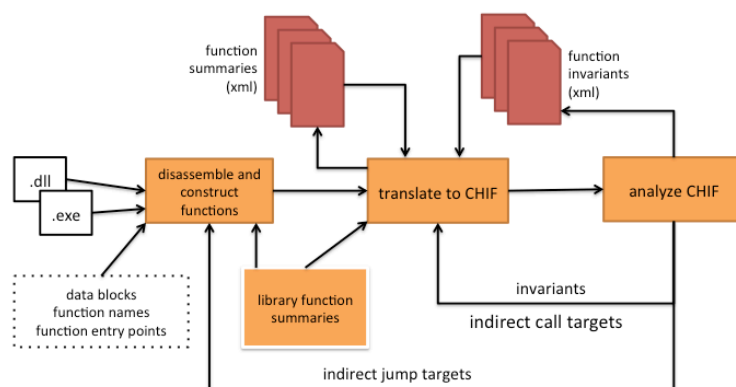 function
summaries
(xml)
function
invariants
(xml)
.dll
.exe
disassemble and
construct
functions
translate to CHIF
analyze CHIF
data blocks
function names
function entry points
library function
summaries
invariants
indirect call targets
indirect jump targets